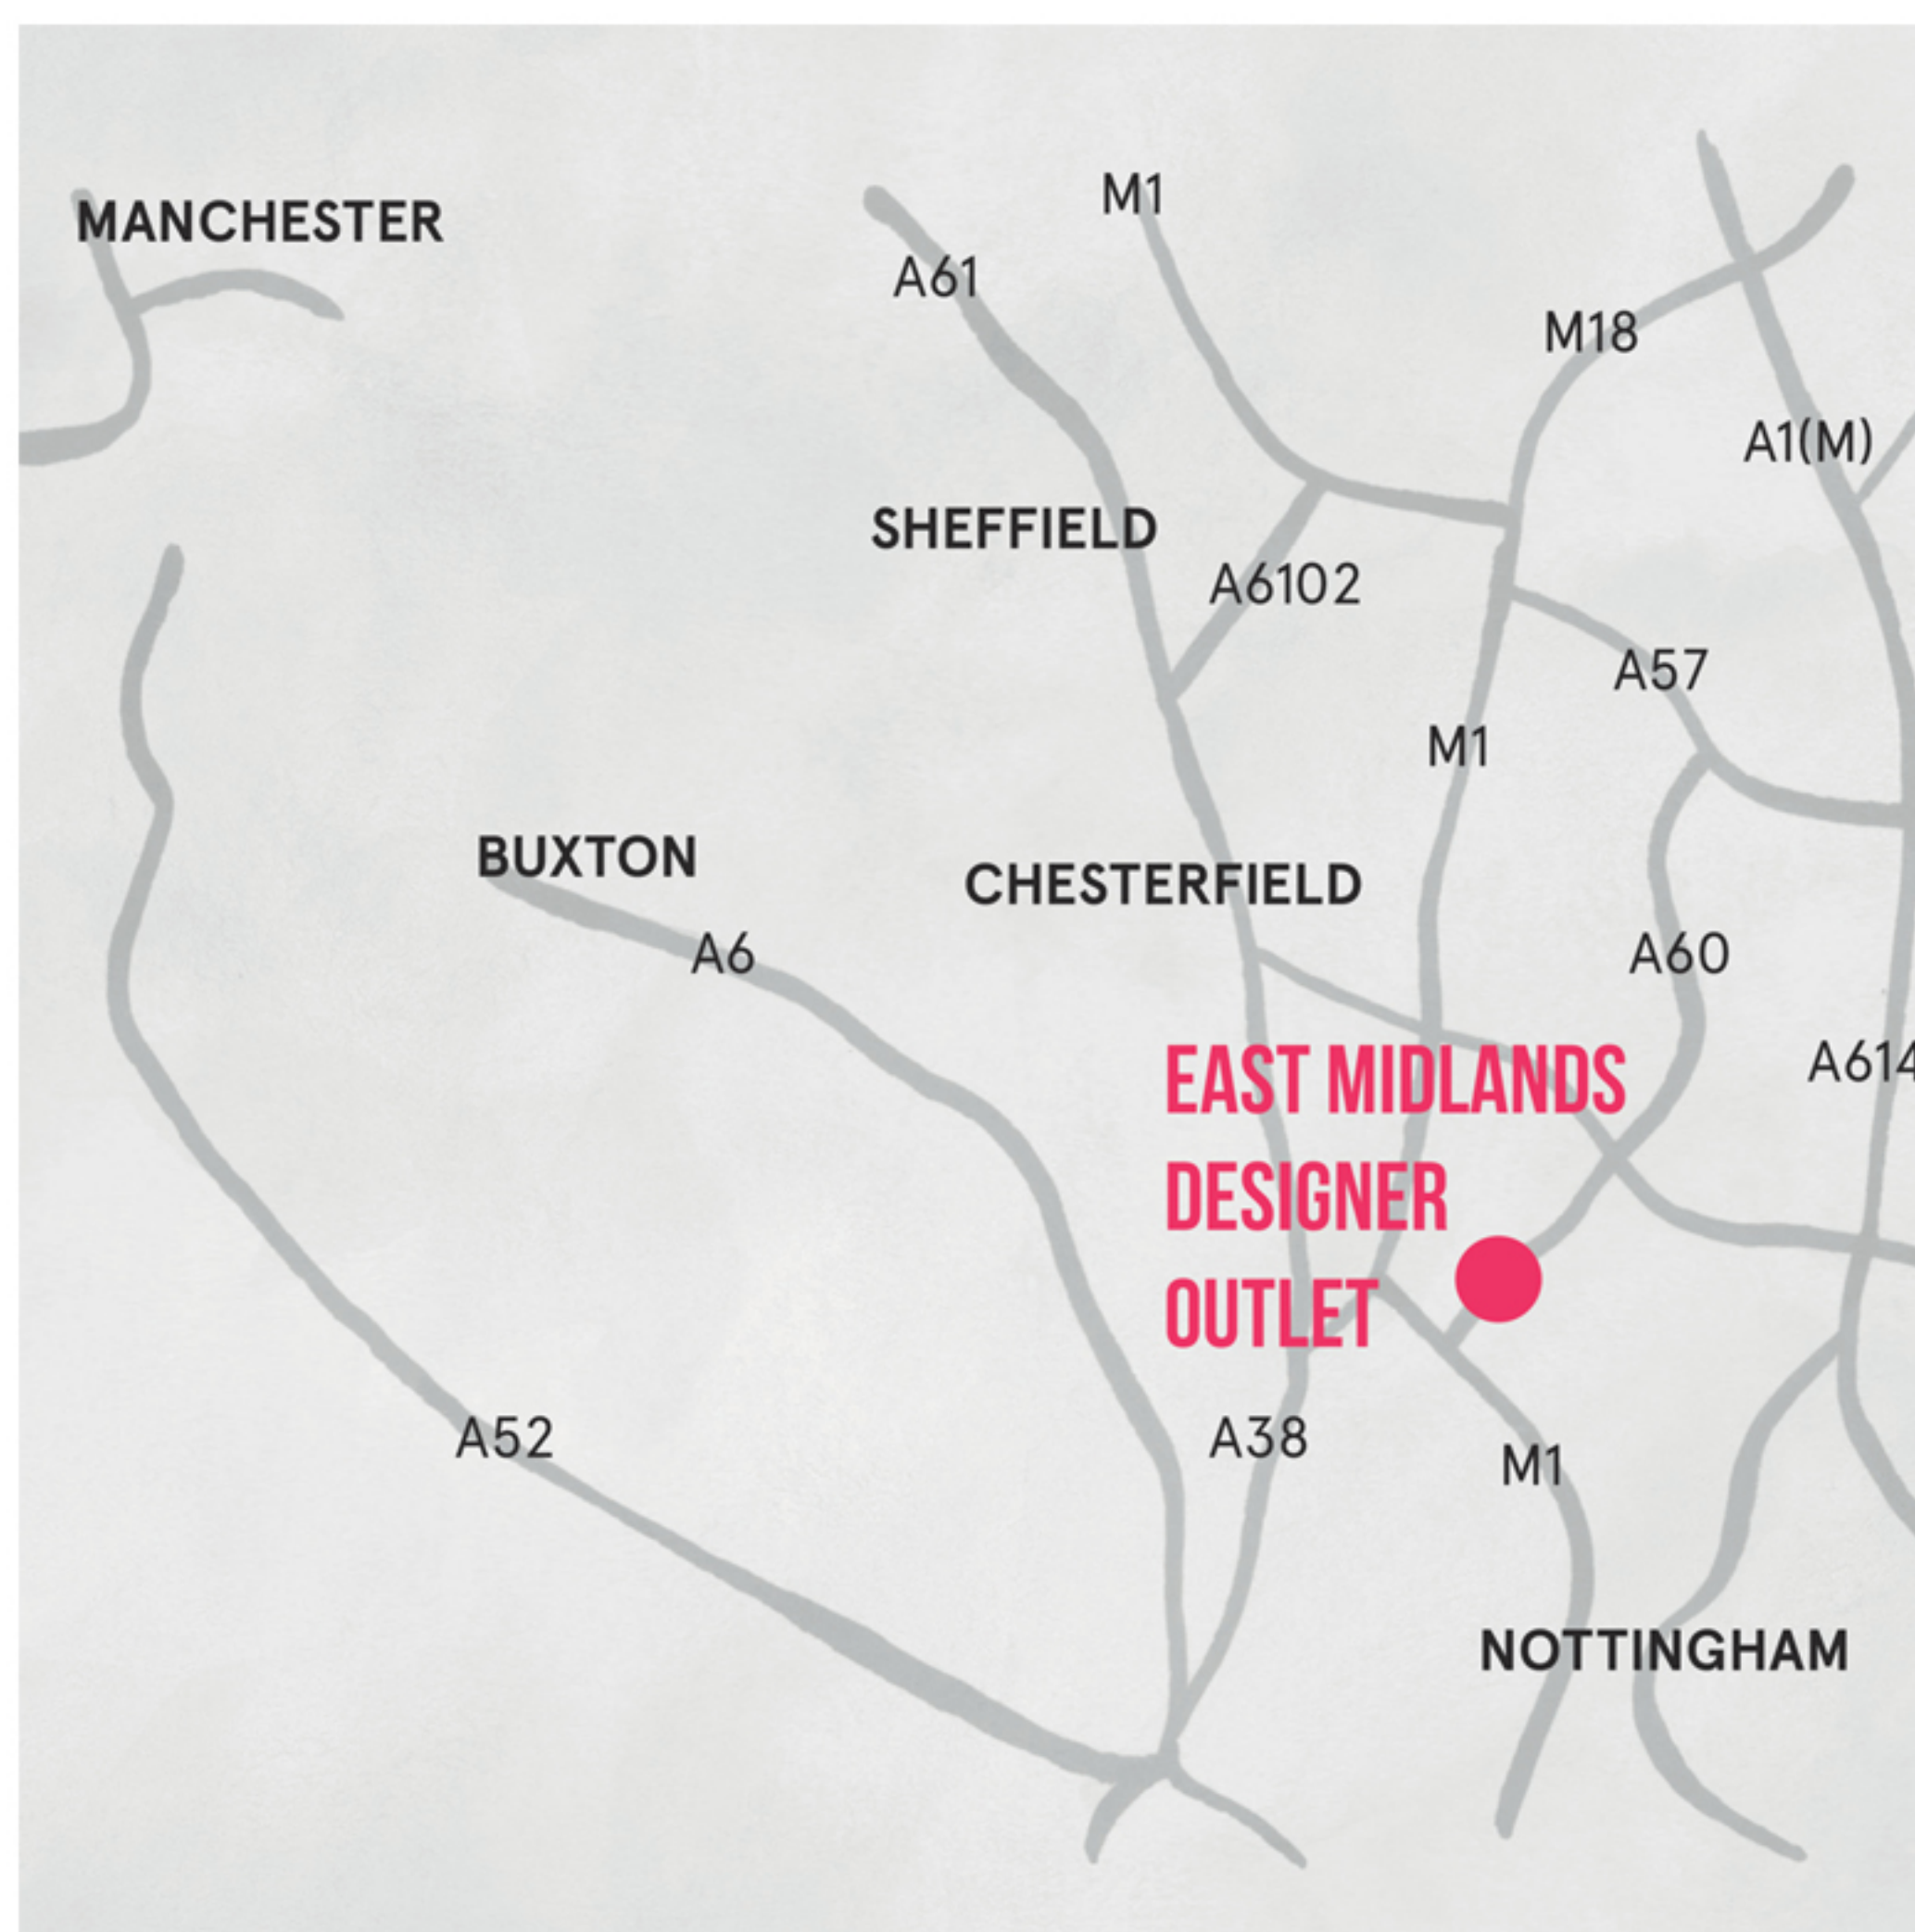 M1
MANCHESTER
A61
M18
A1(M)
SHEFFIELD
A6102
A57
M1
BUXTON
CHESTERFIELD
A6
A60
A614
EAST MIDLANDS
DESIGNER
OUTLET
A52
A38
M1
NOTTINGHAM